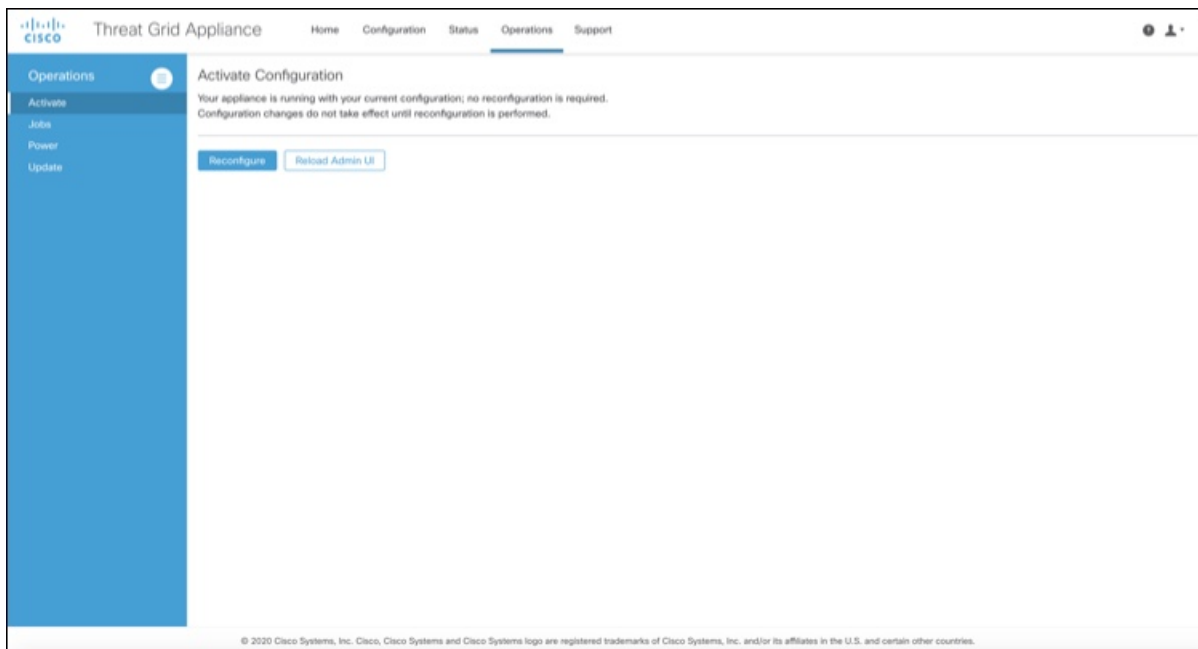 CISCO
Threat Grid Appliance
Home Configuration Status Operations Support
Operations
Activate
Jobs
Power
Update
Activate Configuration
Your appliance is running with your current configuration; no reconfiguration is required.
Configuration changes do not take effect until reconfiguration is performed.
Reconfigure
Reload Admin UI
© 2020 Cisco Systems, Inc. Cisco, Cisco Systems and Cisco Systems logo are registered trademarks of Cisco Systems, Inc. and/or its affiliates in the U.S. and certain other countries.